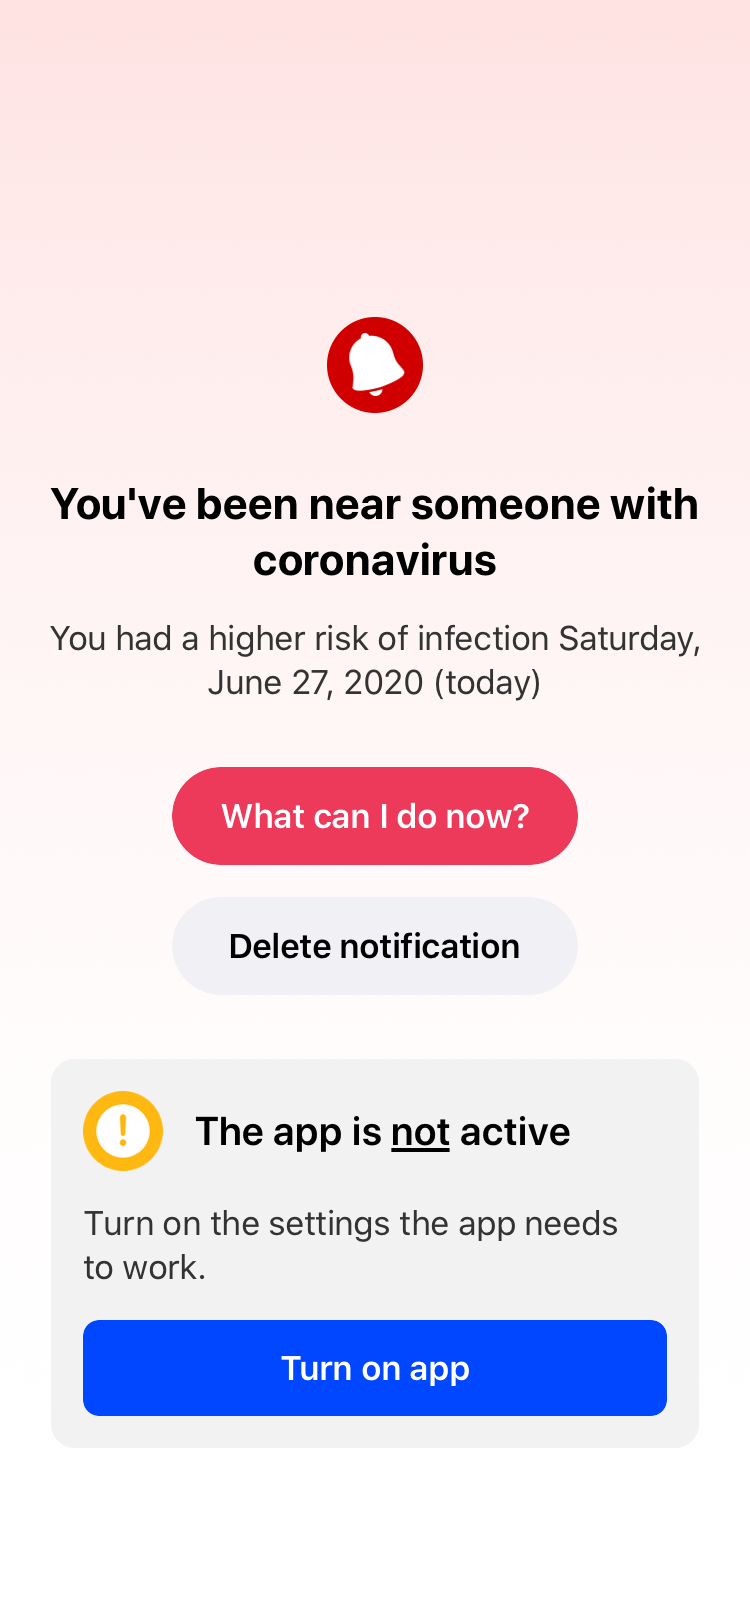 You've been near someone with
coronavirus
You had a higher risk of infection Saturday,
June 27, 2020 (today)
What can I do now?
Delete notification
The app is not active
Turn on the settings the app needs
to work.
Turn on app